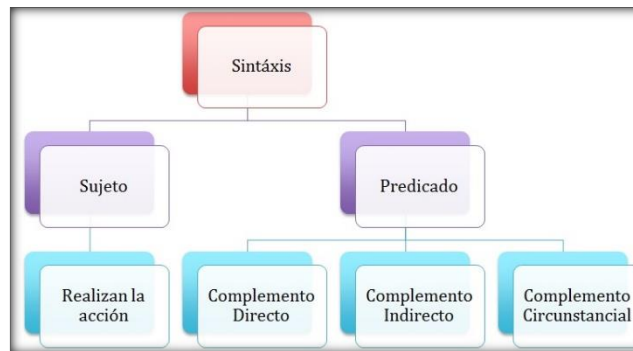 Sintáxis
Sujeto
Predicado
Realizan la
acción
Complemento
Directo
Complemento
Indirecto
Complemento
Circunstancial